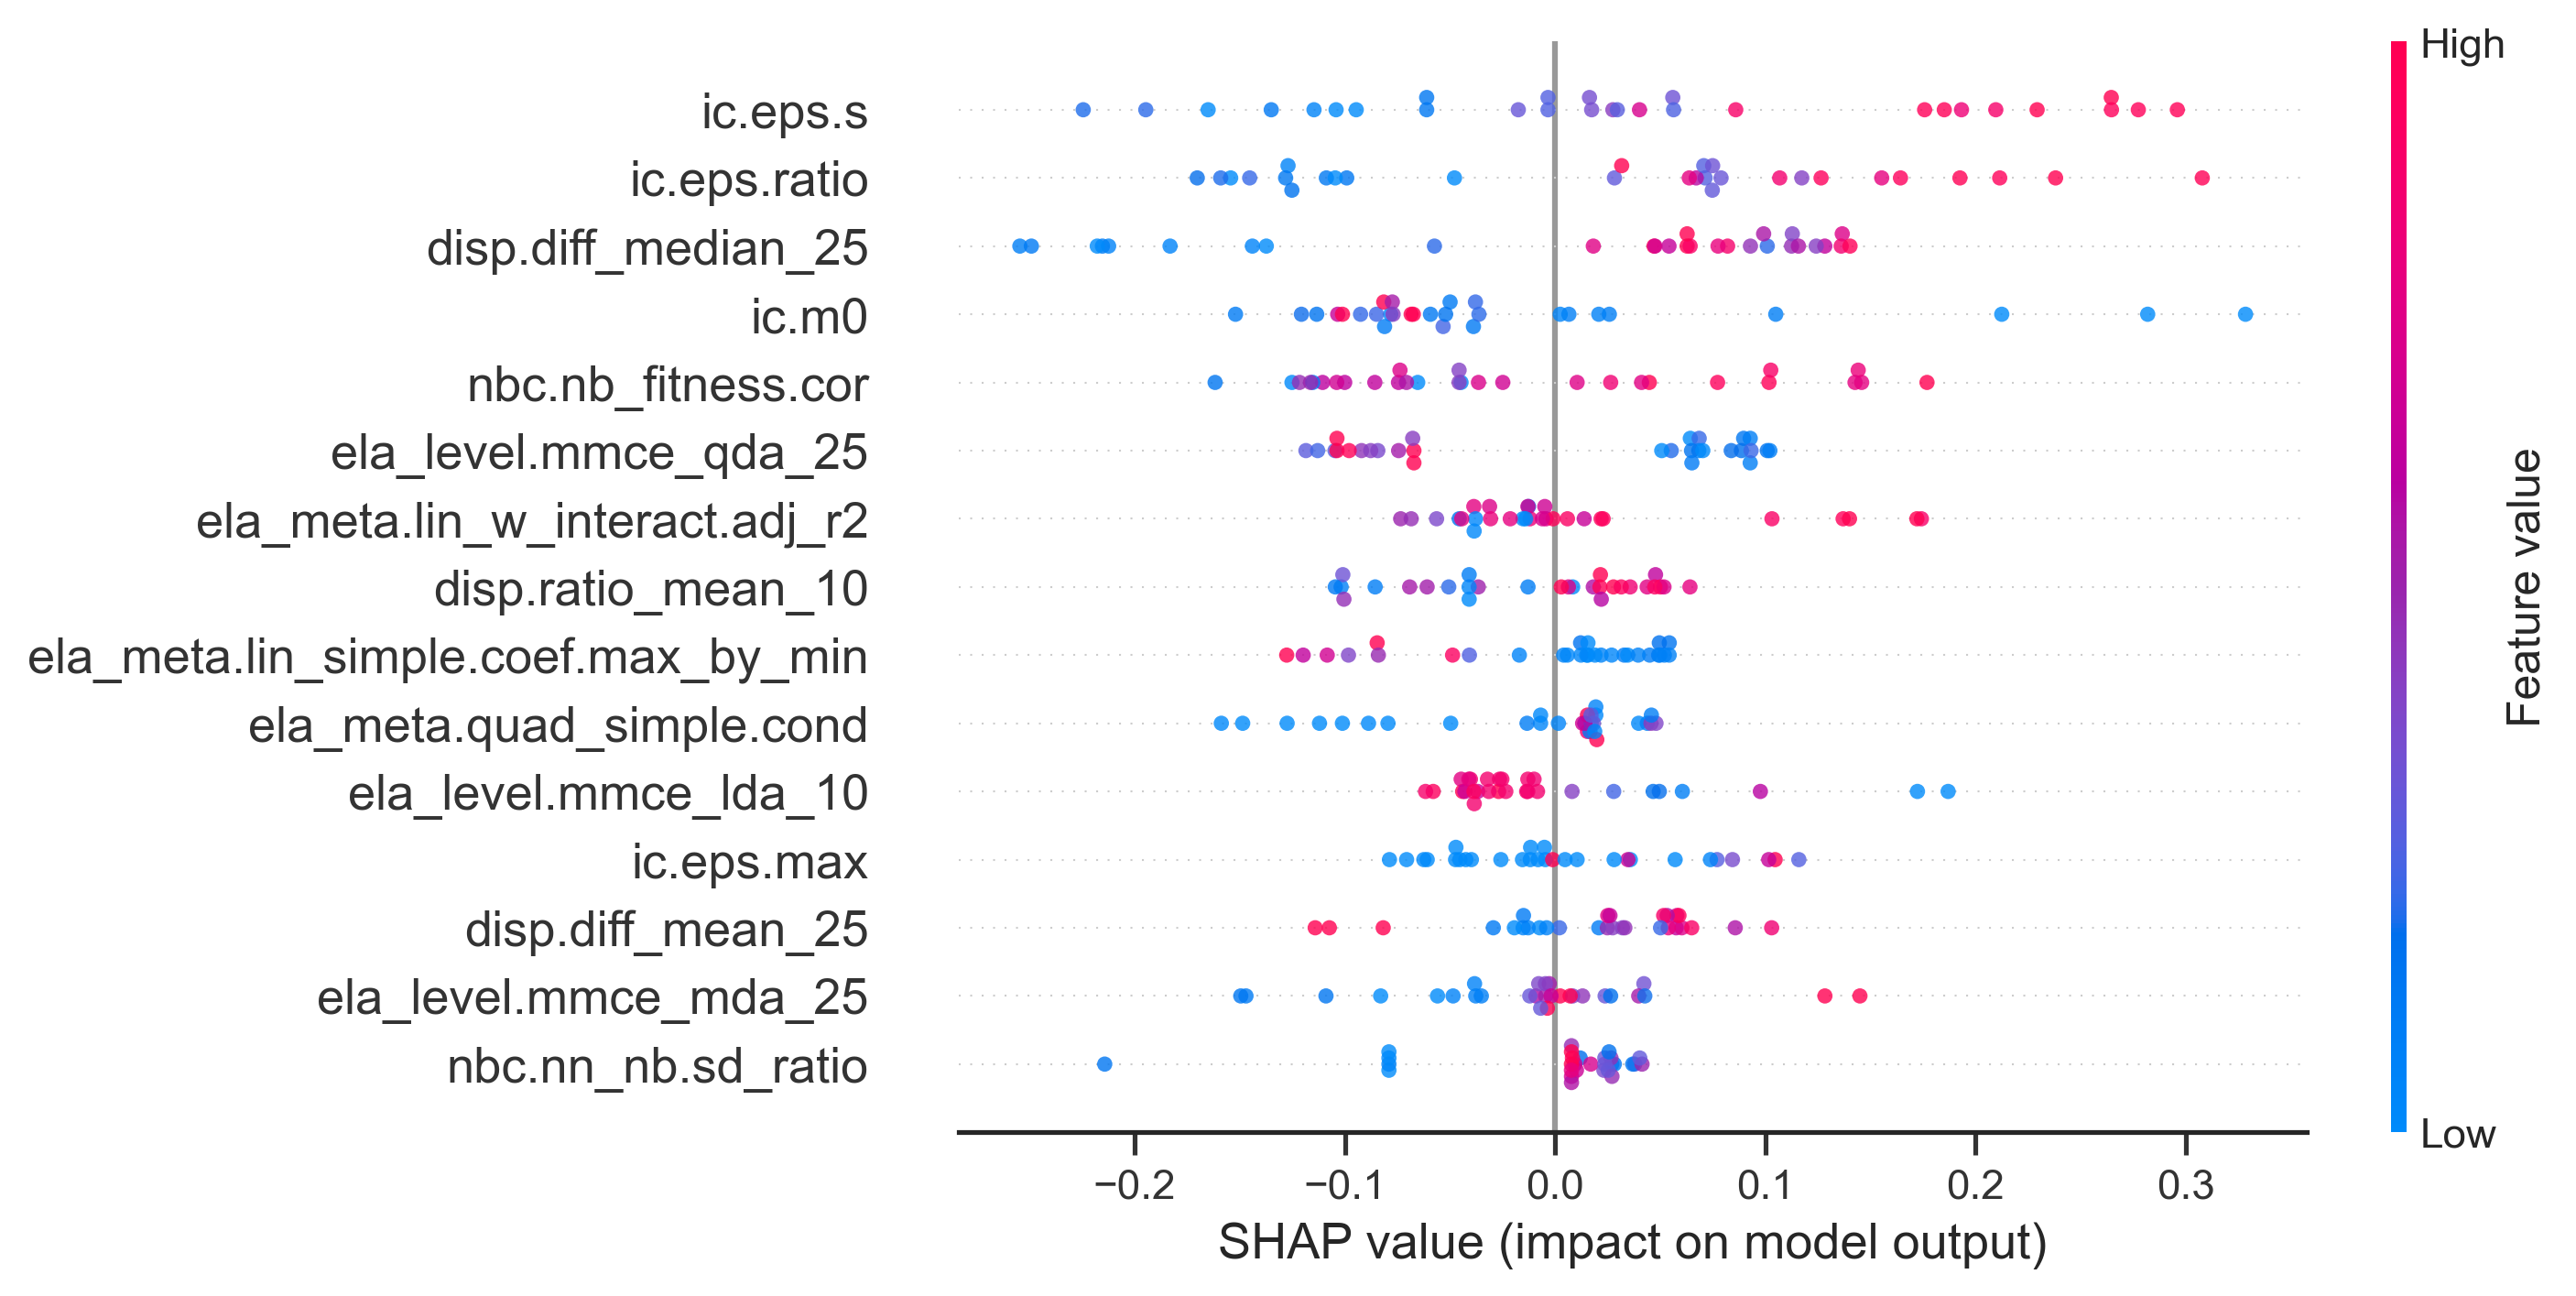 High
ic.eps.s
ic.eps.ratio
disp.diff_median_25
ic.m0
nbc.nb_fitness.cor
ela_level.mmce_qda_25
ela_meta.lin_w_interact.adj_r2
disp.ratio_mean_10
ela_meta.lin_simple.coef.max_by_min
ela_meta.quad_simple.cond
ela_level.mmce_lda_10
ic.eps.max
disp.diff_mean_25
ela_level.mmce_mda_25
nbc.nn_nb.sd_ratio
Feature value
Low
−0.2 −0.1 0.0 0.1 0.2 0.3
SHAP value (impact on model output)